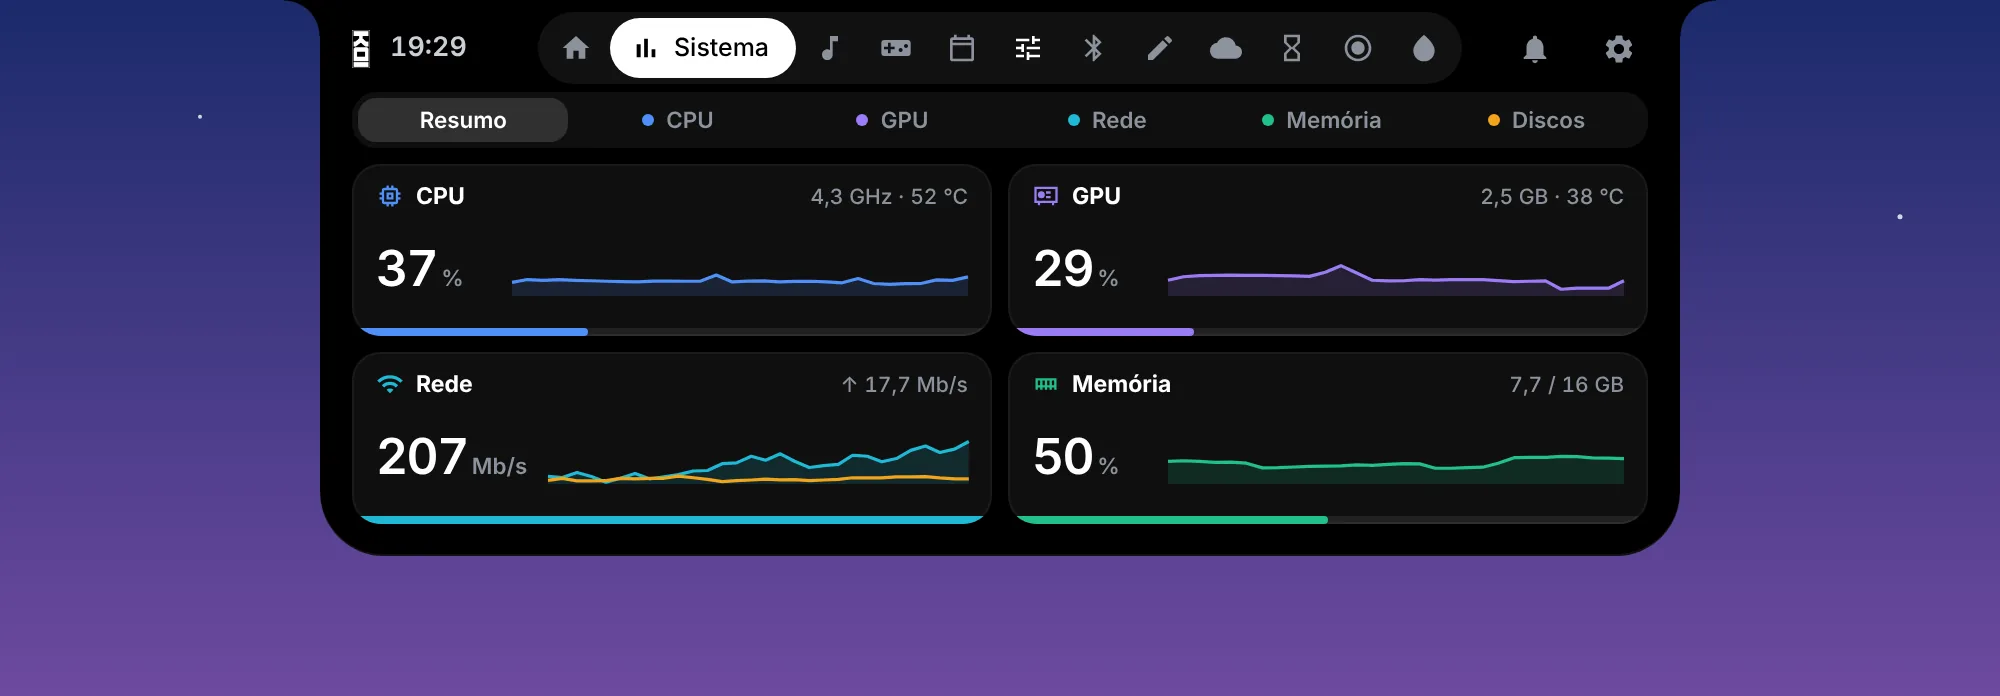 19:29 Sistema
Resumo CPU GPU Rede Memória Discos
CPU 4,3 GHz · 52 °C
37 %
GPU 2,5 GB · 38 °C
29 %
Rede ↑ 17,7 Mb/s
207 Mb/s
Memória 7,7 / 16 GB
50 %